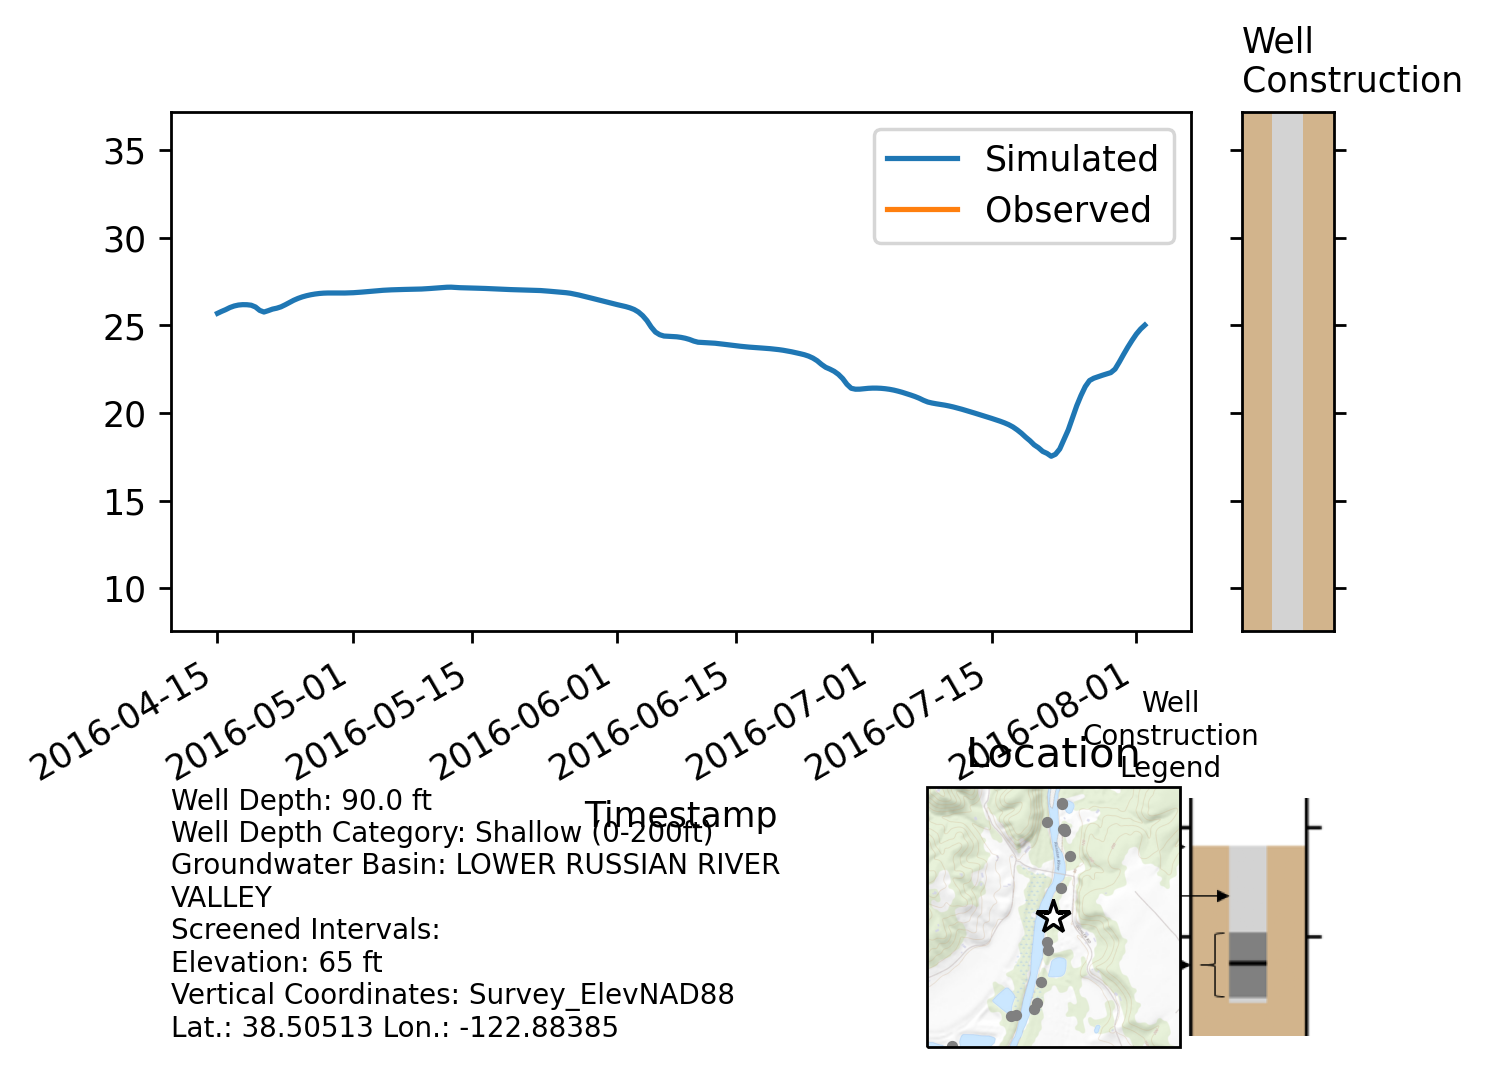 Well
Construction
35
30
25
20
15
10
Simulated
Observed
2016-04-15
2016-05-01
2016-05-15
2016-06-01
2016-06-15
2016-07-01
2016-07-15
2016-08-01
Timestamp
Well
Construction
Legend
Location
Well Depth: 90.0 ft
Well Depth Category: Shallow (0-200ft)
Groundwater Basin: LOWER RUSSIAN RIVER
VALLEY
Screened Intervals:
Elevation: 65 ft
Vertical Coordinates: Survey_ElevNAD88
Lat.: 38.50513 Lon.: -122.88385